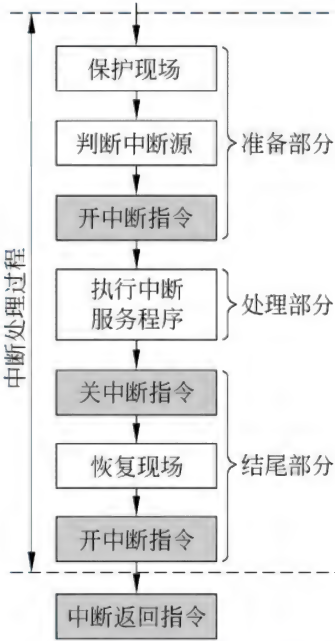 保护现场
判断中断源
准备部分
开中断指令
执行中断
服务程序
处理部分
关中断指令
恢复现场
结尾部分
开中断指令
中断返回指令
中断处理过程